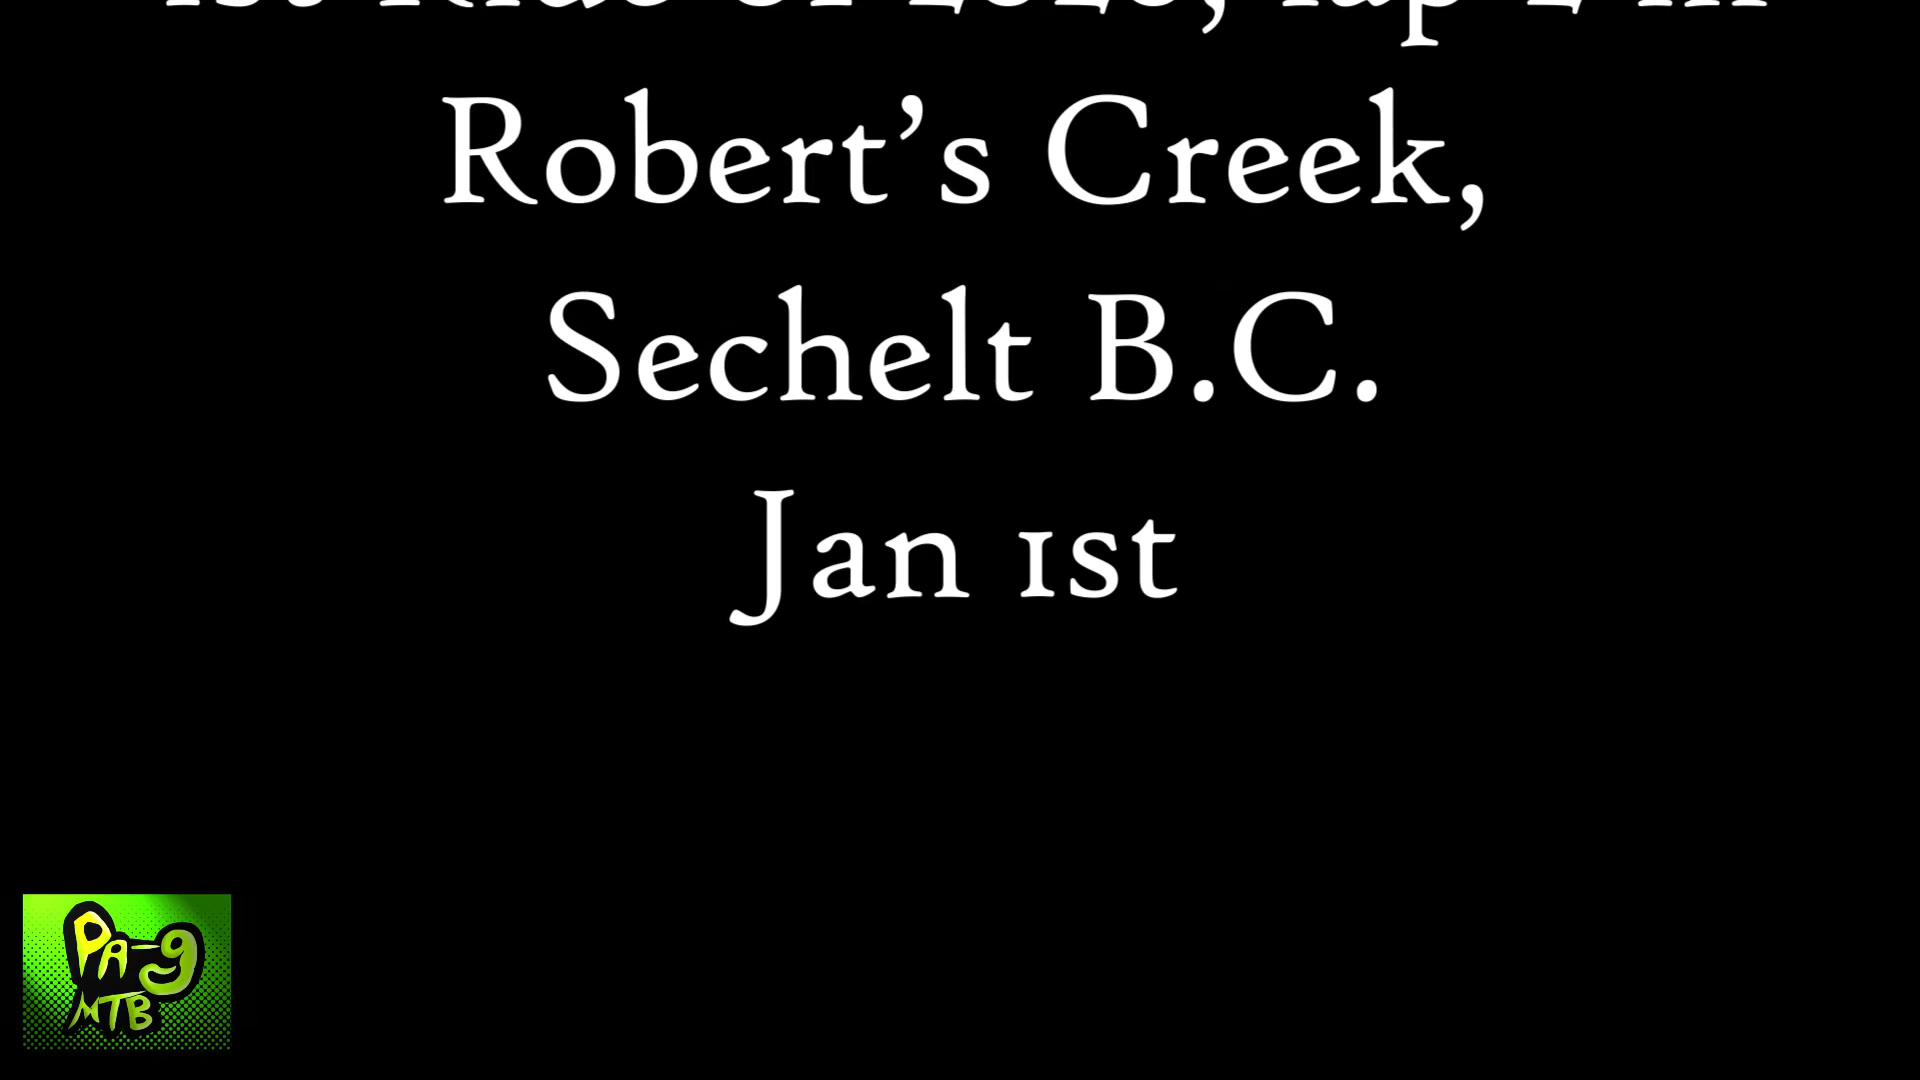 Robert’s Creek,
Sechelt B.C.
Jan 1st
PA-9
MTB